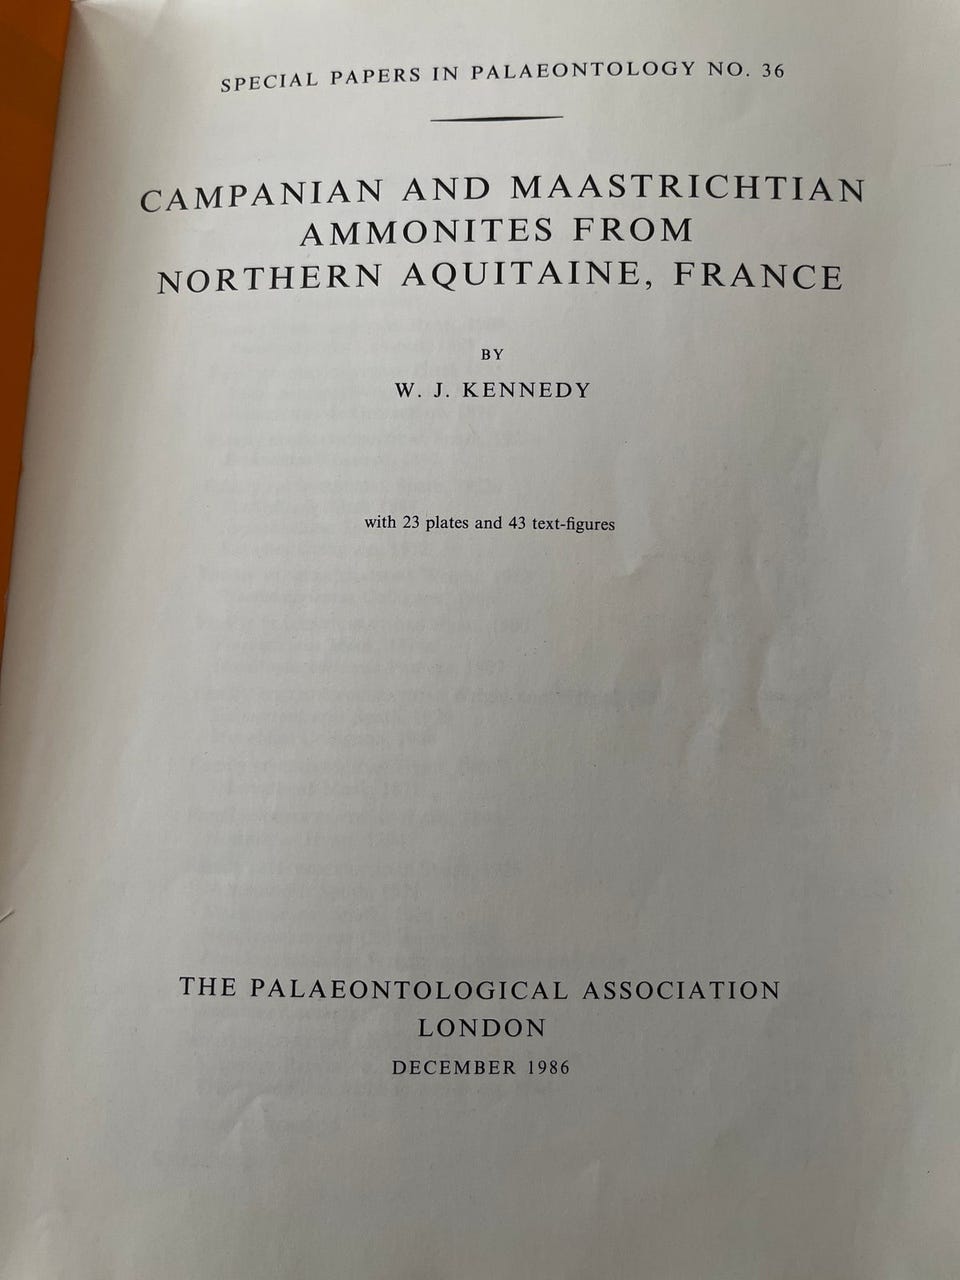 SPECIAL PAPERS IN PALAEONTOLOGY NO. 36
CAMPANIAN AND MAASTRICHTIAN
AMMONITES FROM
NORTHERN AQUITAINE, FRANCE
BY
W. J. KENNEDY
with 23 plates and 43 text-figures
THE PALAEONTOLOGICAL ASSOCIATION
LONDON
DECEMBER 1986